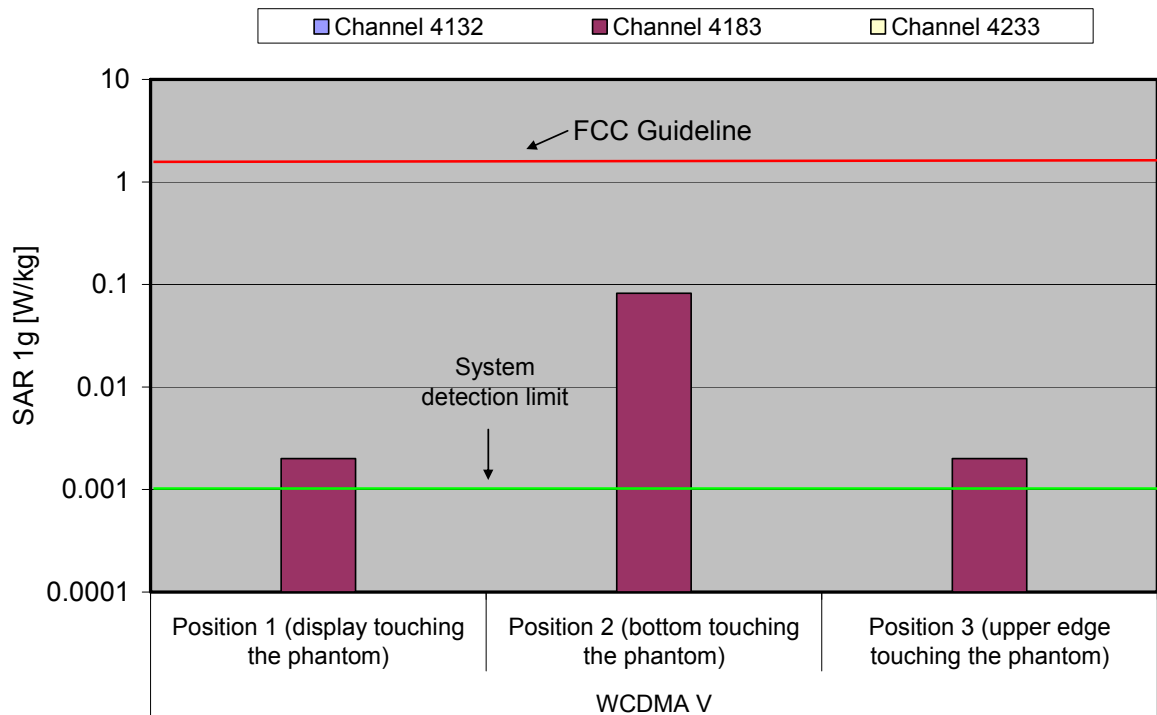 Channel 4132 Channel 4183 Channel 4233
10
FCC Guideline
1
SAR 1g [W/kg]
0.1
System
detection limit
0.01
0.001
0.0001
Position 1 (display touching
the phantom)
Position 2 (bottom touching
the phantom)
Position 3 (upper edge
touching the phantom)
WCDMA V